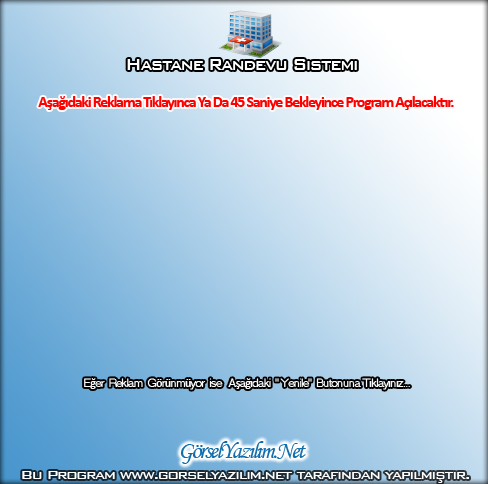 Hastane Randevu Sistemi
Aşağıdaki Reklama Tıklayınca Ya Da 45 Saniye Bekleyince Program Açılacaktır.
Eğer Reklam Görünmüyor ise Aşağıdaki "Yenile" Butonuna Tıklayınız...
GörselYazılım.Net
Bu Program www.gorselyazilim.net tarafından yapılmıştır.